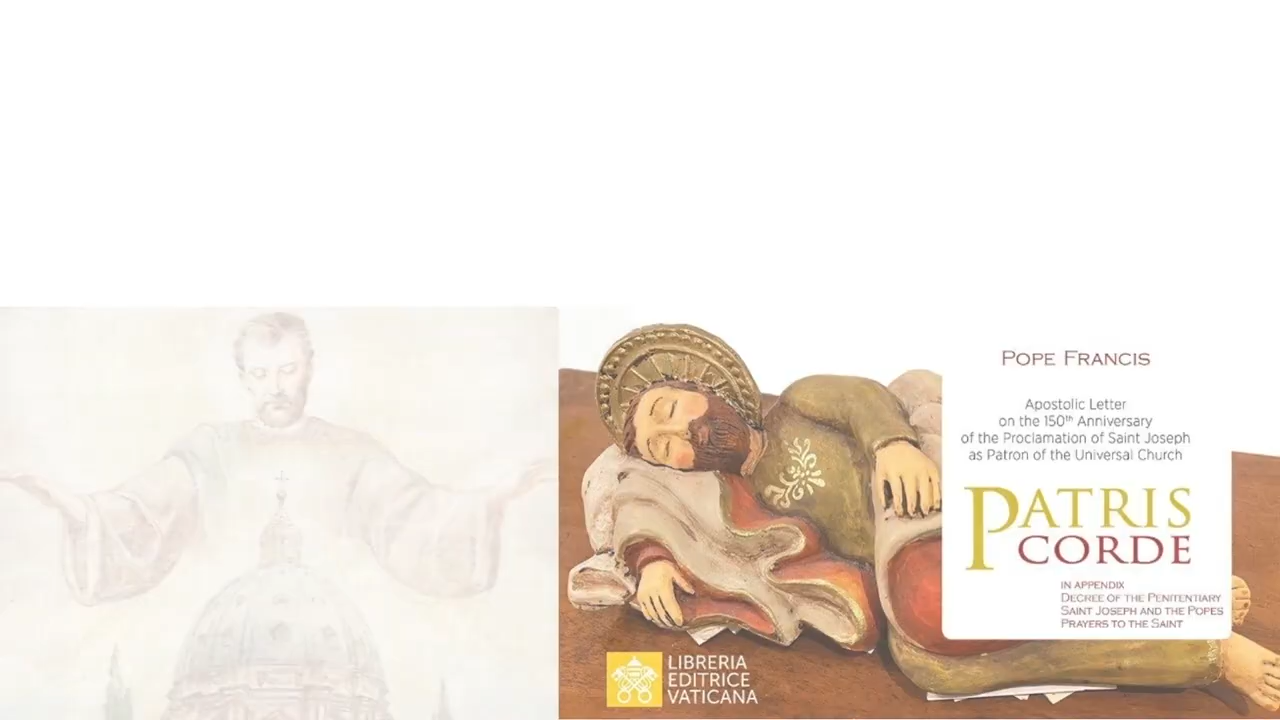 POPE FRANCIS
Apostolic Letter
on the 150th Anniversary
of the Proclamation of Saint Joseph
as Patron of the Universal Church
PATRIS
CORDE
IN APPENDIX
DECREE OF THE PENITENTIARY
SAINT JOSEPH AND THE POPES
PRAYERS TO THE SAINT
LIBRERIA
EDITRICE
VATICANA